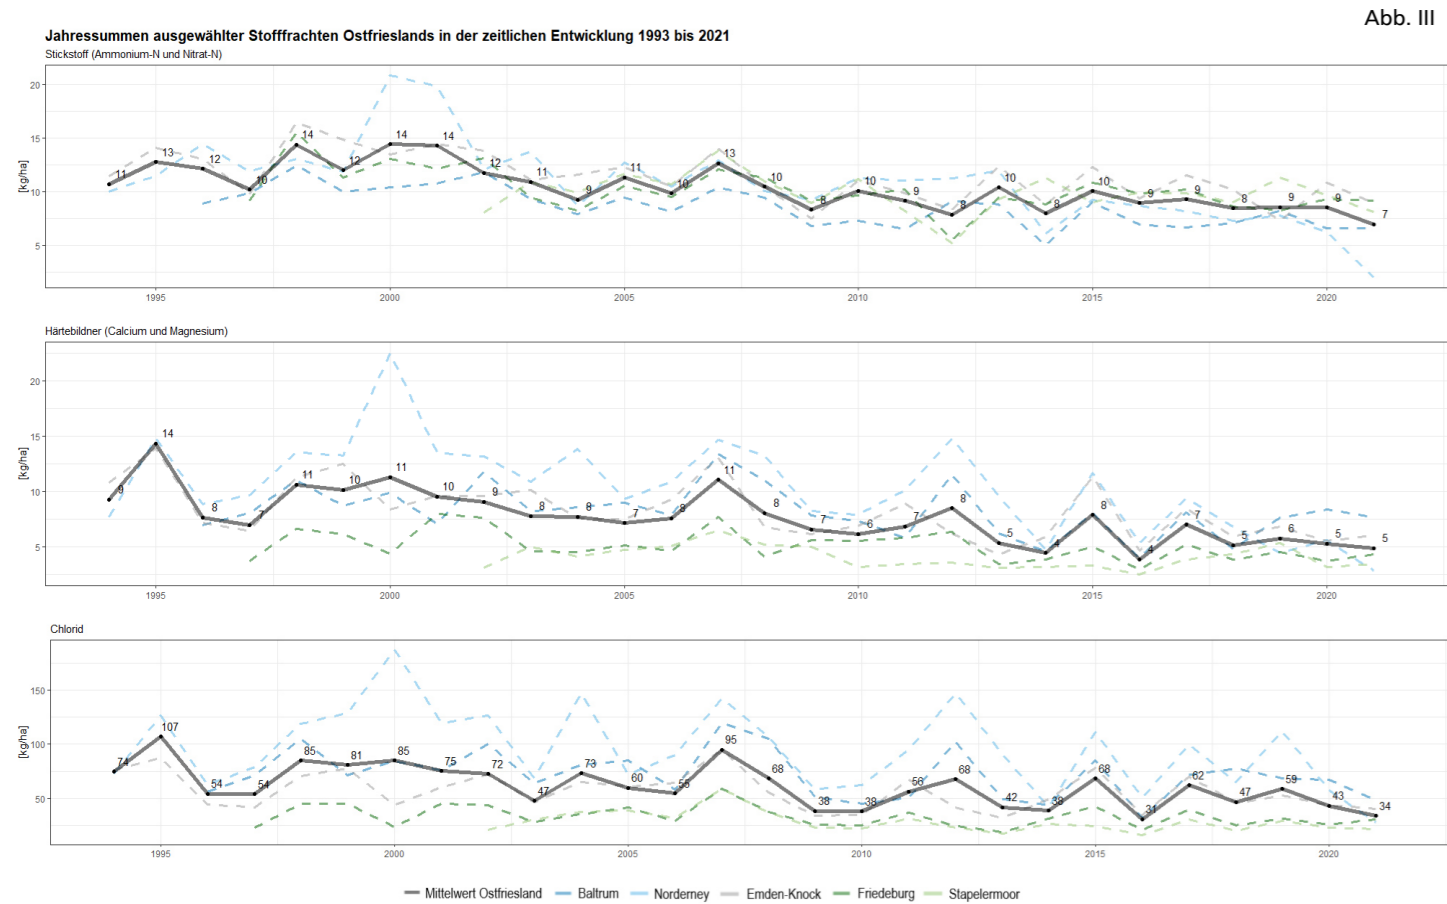 Abb. III
Jahressummen ausgewählter Stofffrachten Ostfrieslands in der zeitlichen Entwicklung 1993 bis 2021
Stickstoff (Ammonium-N und Nitrat-N)
[kg/ha]
20
15
10
5
11 13 12 10 14 12 14 14 12 11 9 11 10 13 10 8 10 9 8 10 8 10 9 9 8 9 9 7
1995 2000 2005 2010 2015 2020
Härtebildner (Calcium und Magnesium)
[kg/ha]
20
15
10
5
9 14 8 7 11 10 11 10 9 8 8 7 8 11 8 7 6 7 8 5 4 8 4 7 5 6 5 5
1995 2000 2005 2010 2015 2020
Chlorid
[kg/ha]
150
100
50
74 107 54 54 85 81 85 75 72 47 73 60 55 95 68 38 38 56 68 42 38 68 31 62 47 59 43 34
1995 2000 2005 2010 2015 2020
Mittelwert Ostfriesland Baltrum Norderney Emden-Knock Friedeburg Stapelermoor